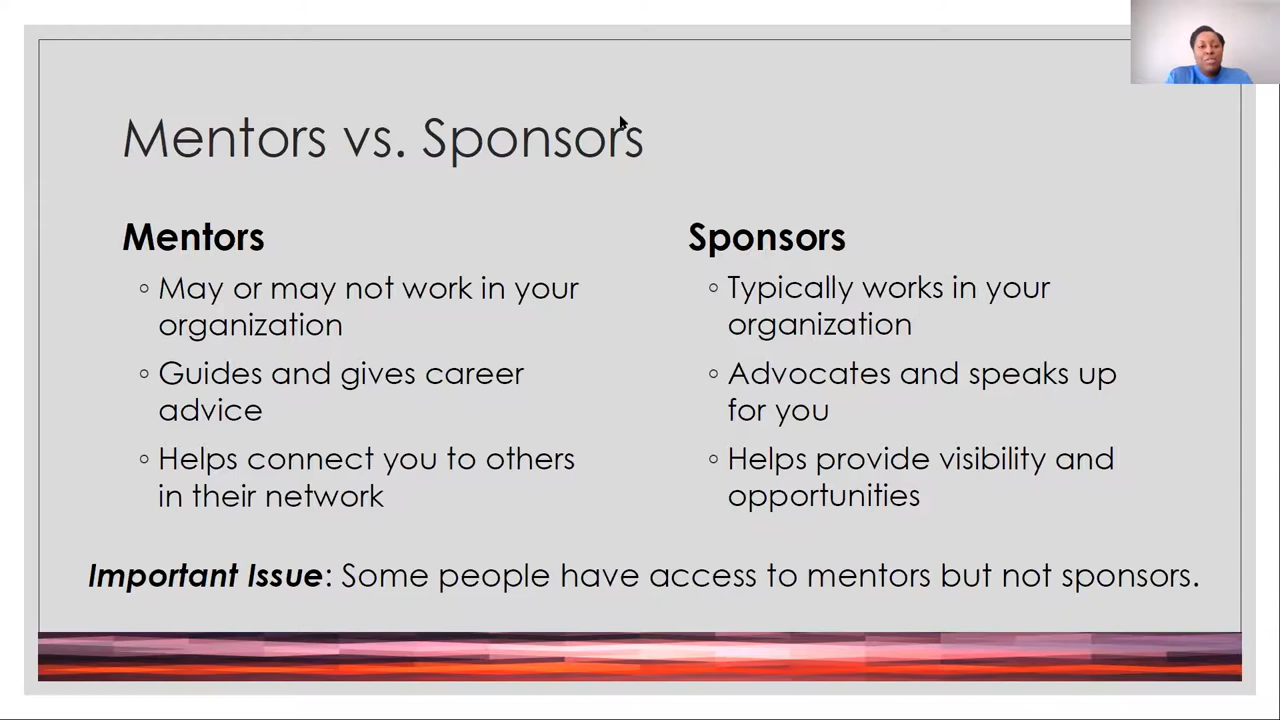 Mentors vs. Sponsors
Mentors
◦ May or may not work in your
organization
◦ Guides and gives career
advice
◦ Helps connect you to others
in their network
Sponsors
◦ Typically works in your
organization
◦ Advocates and speaks up
for you
◦ Helps provide visibility and
opportunities
Important Issue: Some people have access to mentors but not sponsors.